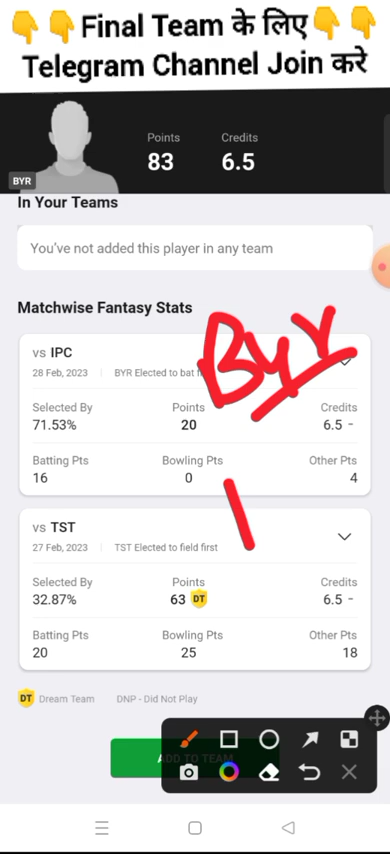 👇👇Final Team के लिए👇👇
Telegram Channel Join करे
Points Credits
83 6.5
BYR
In Your Teams
You've not added this player in any team
Matchwise Fantasy Stats
vs IPC
28 Feb, 2023 BYR Elected to bat
Byr
Selected By Points Credits
71.53% 20 6.5 -
Batting Pts Bowling Pts Other Pts
16 0 4
vs TST
27 Feb, 2023 TST Elected to field first
Selected By Points Credits
32.87% 63 DT 6.5 -
Batting Pts Bowling Pts Other Pts
20 25 18
DT Dream Team DNP - Did Not Play
ADD TO TEAM